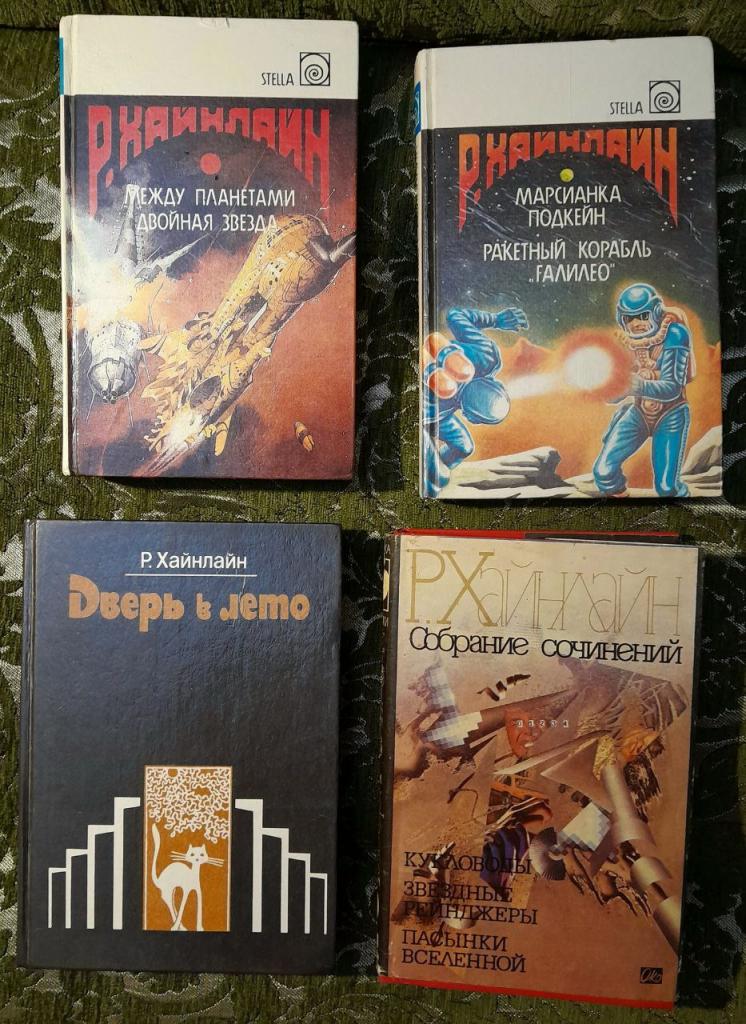 STELLA
Р. ХАЙНЛАЙН
МЕЖДУ ПЛАНЕТАМИ
ДВОЙНАЯ ЗВЕЗДА
STELLA
Р. ХАЙНЛАЙН
МАРСИАНКА
ПОДКЕЙН
РАКЕТНЫЙ КОРАБЛЬ
„ГАЛИЛЕО"
Р. Хайнлайн
Дверь в лето
Р. ХАЙНЛАЙН
Собрание сочинений
КУКЛОВОДЫ
ЗВЕЗДНЫЕ
РЕЙНДЖЕРЫ
ПАСЫНКИ
ВСЕЛЕННОЙ